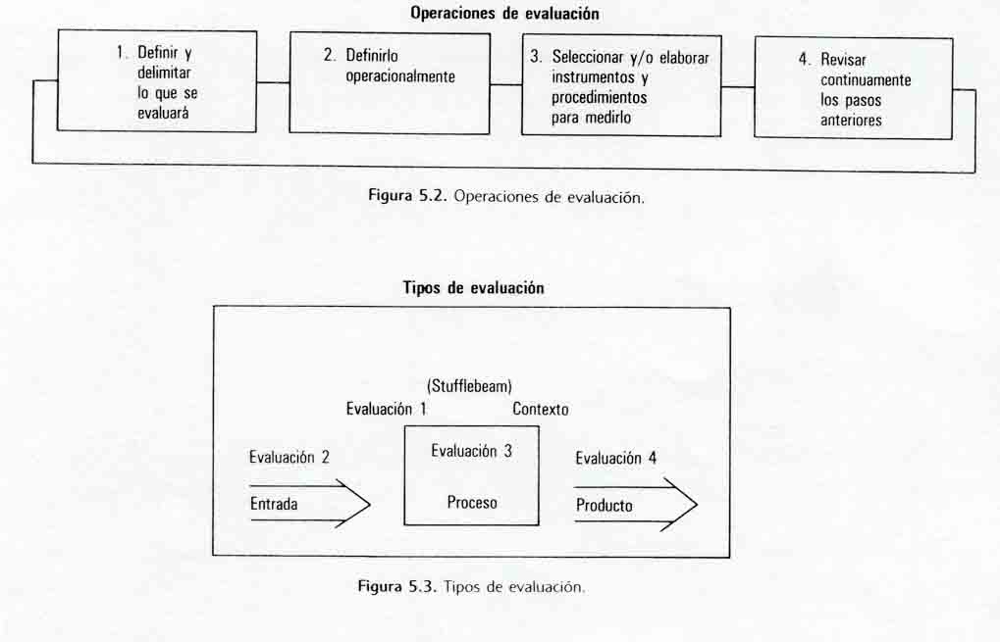 Operaciones de evaluación
1. Definir y
delimitar
lo que se
evaluará
2. Definirlo
operacionalmente
3. Seleccionar y/o elaborar
instrumentos y
procedimientos
para medirlo
4. Revisar
continuamente
los pasos
anteriores
Figura 5.2. Operaciones de evaluación.
Tipos de evaluación
(Stufflebeam)
Evaluación 1 Contexto
Evaluación 2
Entrada
Evaluación 3
Proceso
Evaluación 4
Producto
Figura 5.3. Tipos de evaluación.